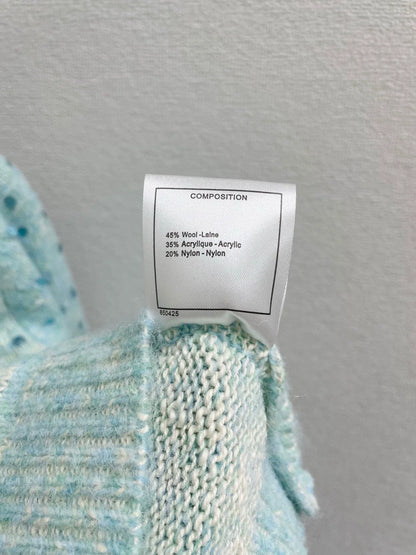 COMPOSITION
45% Wool-Laine
35% Acrylique-Acrylic
20% Nylon-Nylon
650425